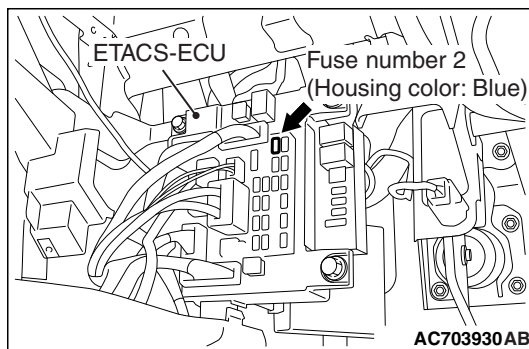 ETACS-ECU
Fuse number 2
(Housing color: Blue)
AC703930AB